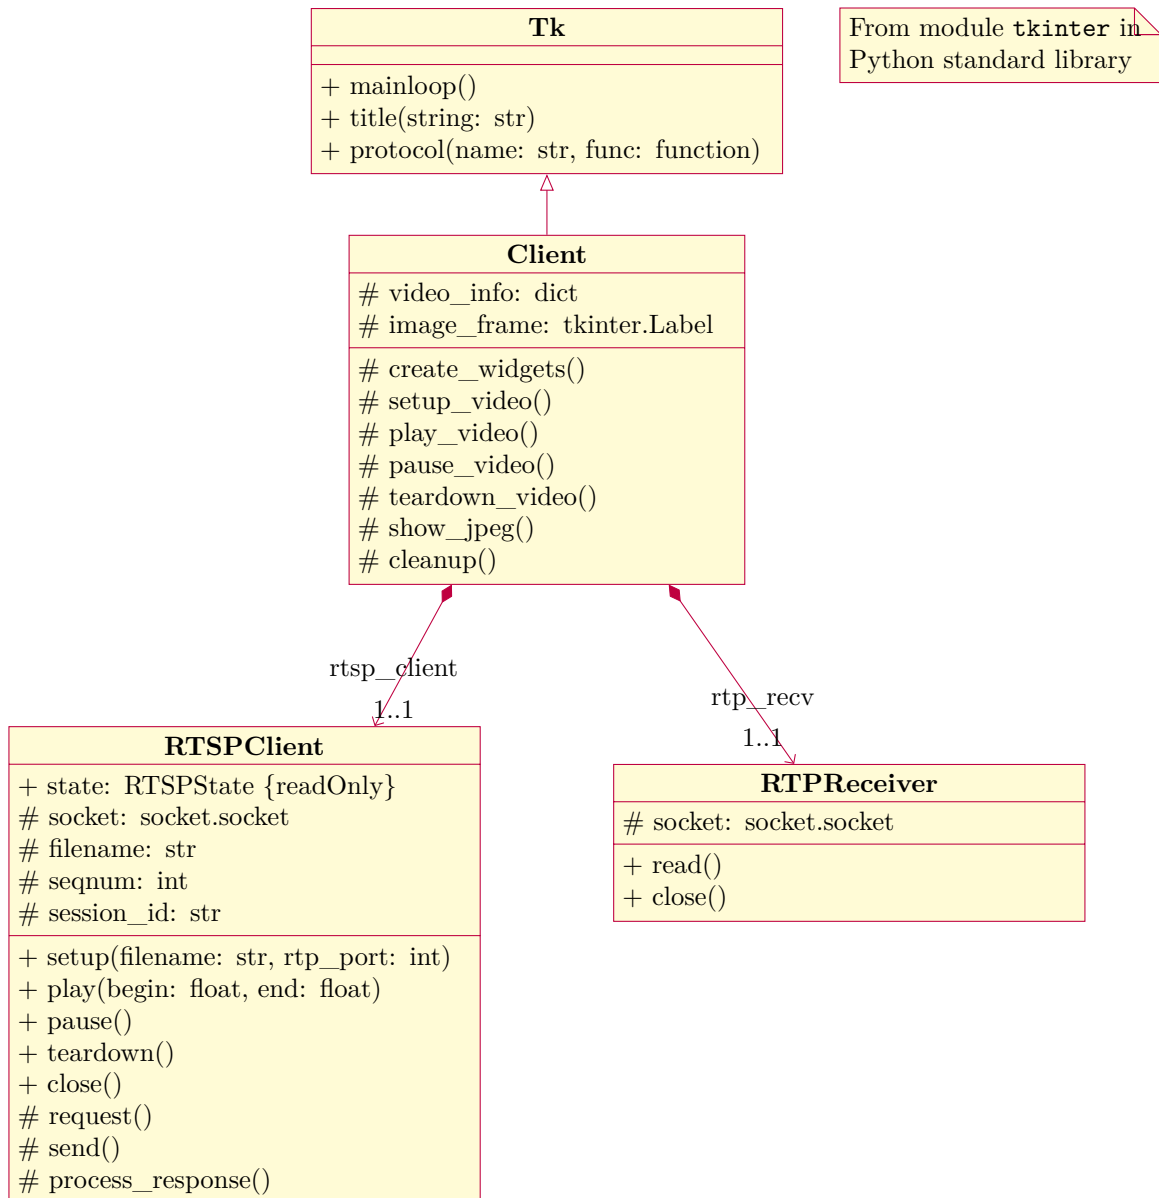 Tk
+ mainloop()
+ title(string: str)
+ protocol(name: str, func: function)
From module tkinter in
Python standard library
Client
# video_info: dict
# image_frame: tkinter.Label
# create_widgets()
# setup_video()
# play_video()
# pause_video()
# teardown_video()
# show_jpeg()
# cleanup()
rtsp_client
1..1
rtp_recv
1..1
RTSPClient
+ state: RTSPState {readOnly}
# socket: socket.socket
# filename: str
# seqnum: int
# session_id: str
+ setup(filename: str, rtp_port: int)
+ play(begin: float, end: float)
+ pause()
+ teardown()
+ close()
# request()
# send()
# process_response()
RTPReceiver
# socket: socket.socket
+ read()
+ close()